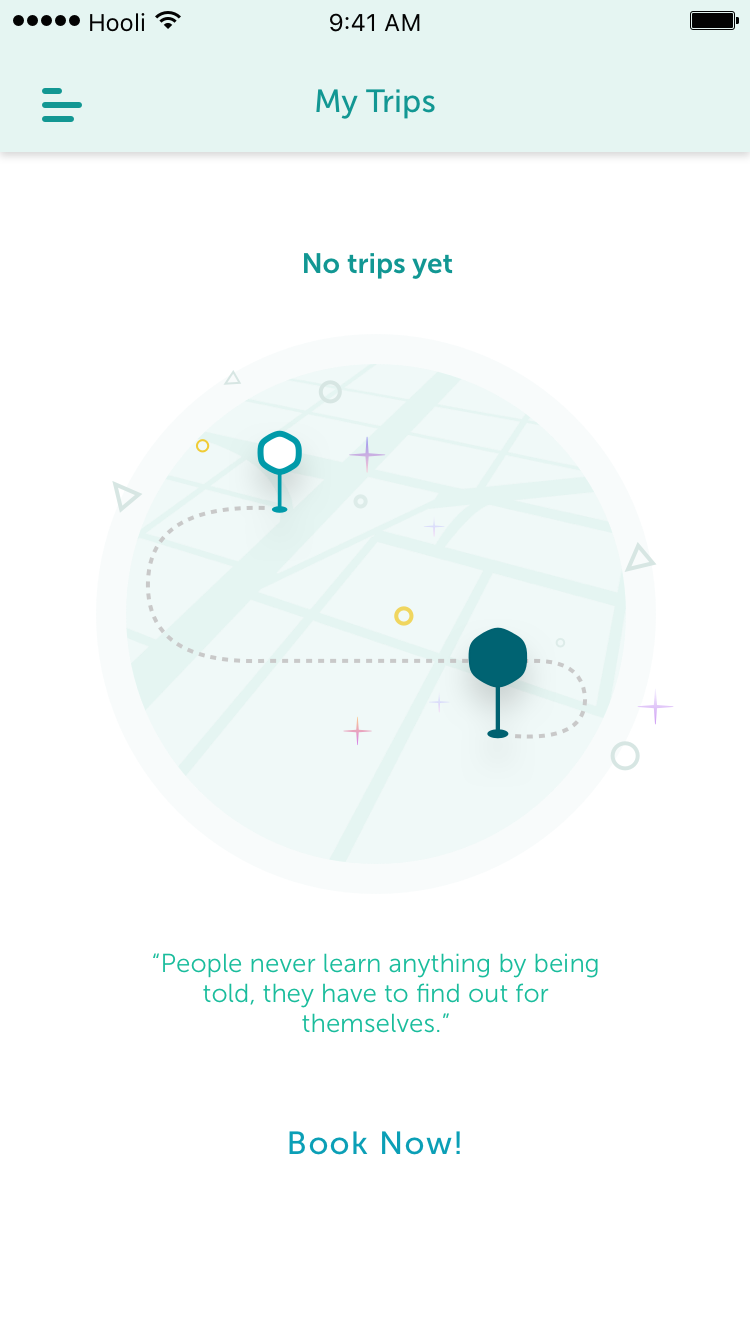 Hooli 9:41 AM
My Trips
No trips yet
“People never learn anything by being
told, they have to find out for
themselves.”
Book Now!